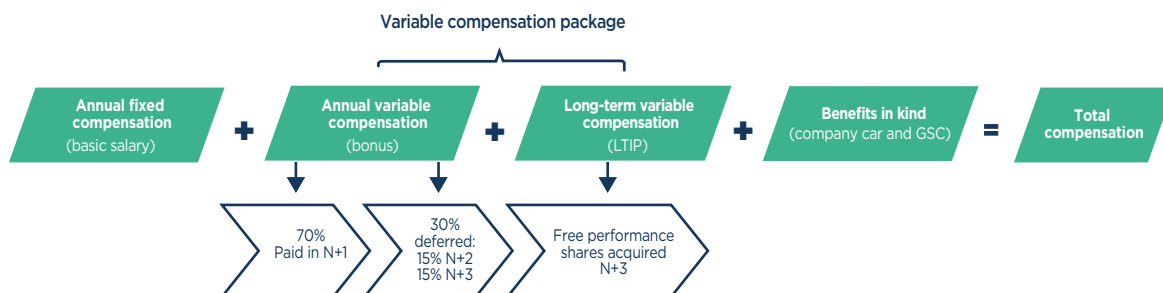 Variable compensation package
Annual fixed
compensation
(basic salary)
+
Annual variable
compensation
(bonus)
+
Long-term variable
compensation
(LTIP)
+
Benefits in kind
(company car and GSC)
=
Total
compensation
70%
Paid in N+1
30%
deferred:
15% N+2
15% N+3
Free performance
shares acquired
N+3